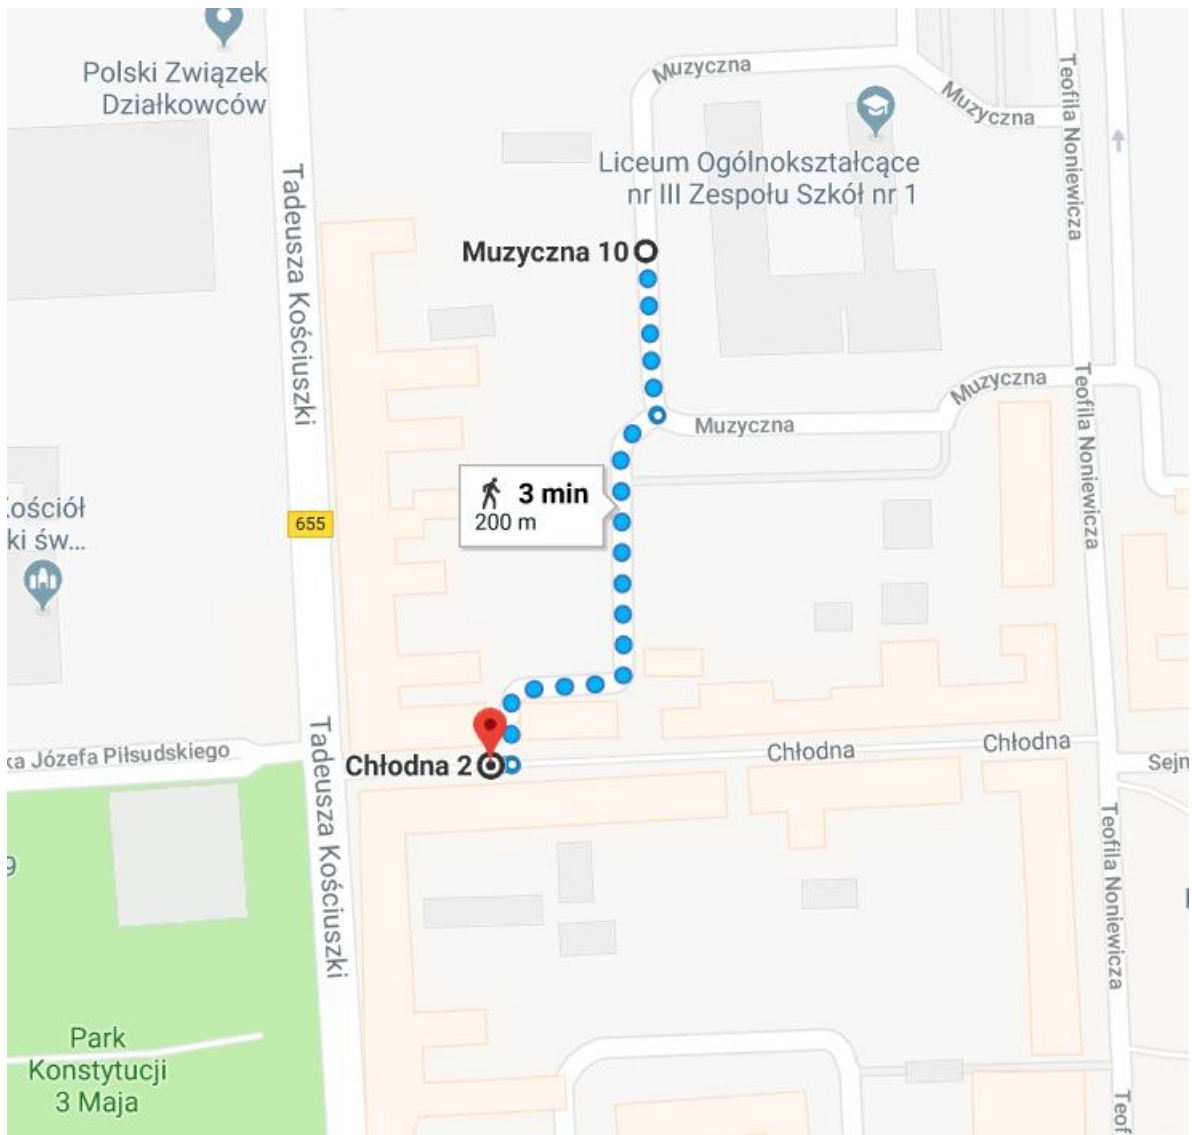 Polski Związek
Działkowców
Muzyczna
Muzyczna
Teofila Noniewicza
Liceum Ogólnokształcące
nr III Zespołu Szkół nr 1
Tadeusza Kościuszki
Muzyczna 10
Muzyczna
Muzyczna
Teofila Noniewicza
3 min
200 m
ościół
ki św...
655
ka Józefa Piłsudskiego
Chłodna 2
Chłodna
Chłodna
Sejn
Tadeusza Kościuszki
Teofila Noniewicza
9
Park
Konstytucji
3 Maja
Teof